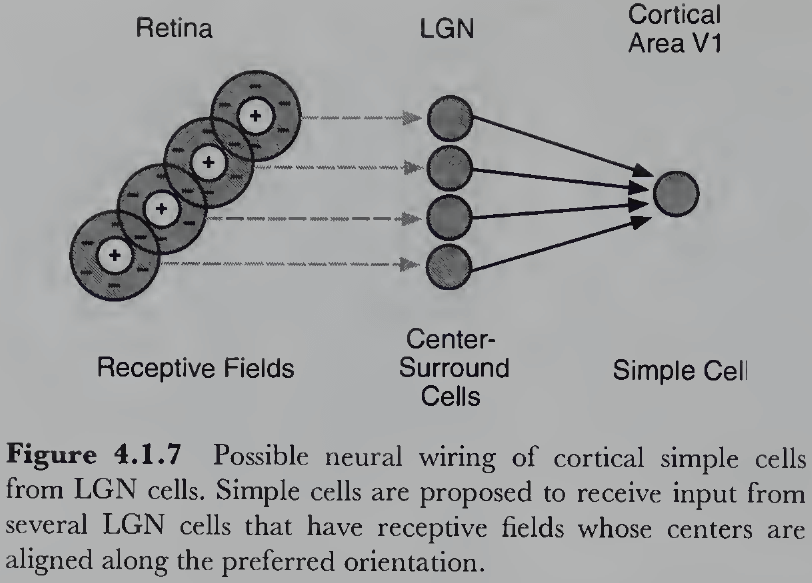 Retina
LGN
Cortical
Area V1
Receptive Fields
Center-
Surround
Cells
Simple Cell
Figure 4.1.7 Possible neural wiring of cortical simple cells
from LGN cells. Simple cells are proposed to receive input from
several LGN cells that have receptive fields whose centers are
aligned along the preferred orientation.